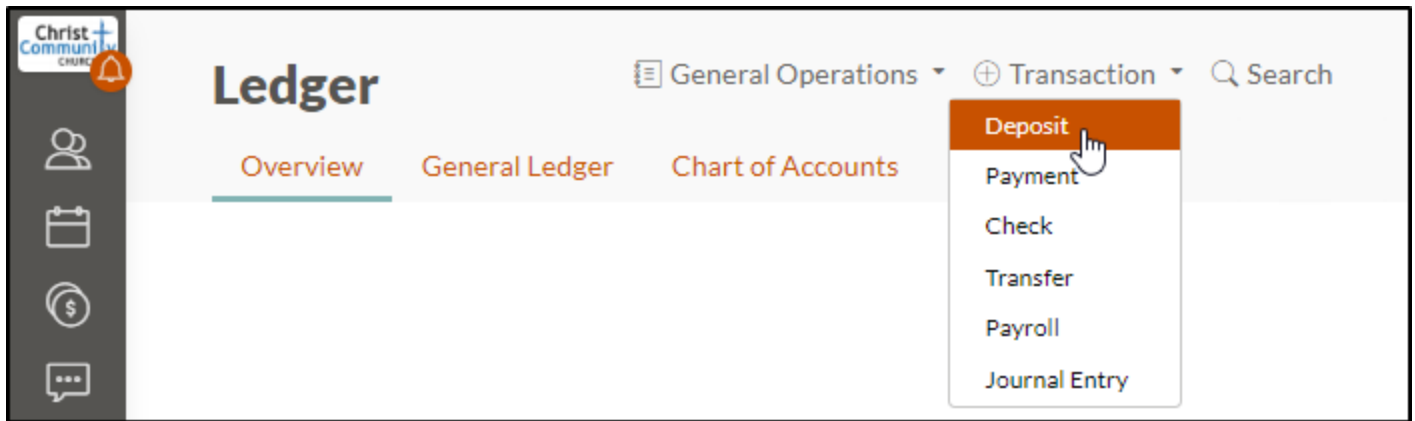 Christ
Community
CHURCH
Ledger
General Operations
Transaction
Search
Overview
General Ledger
Chart of Accounts
Deposit
Payment
Check
Transfer
Payroll
Journal Entry
$